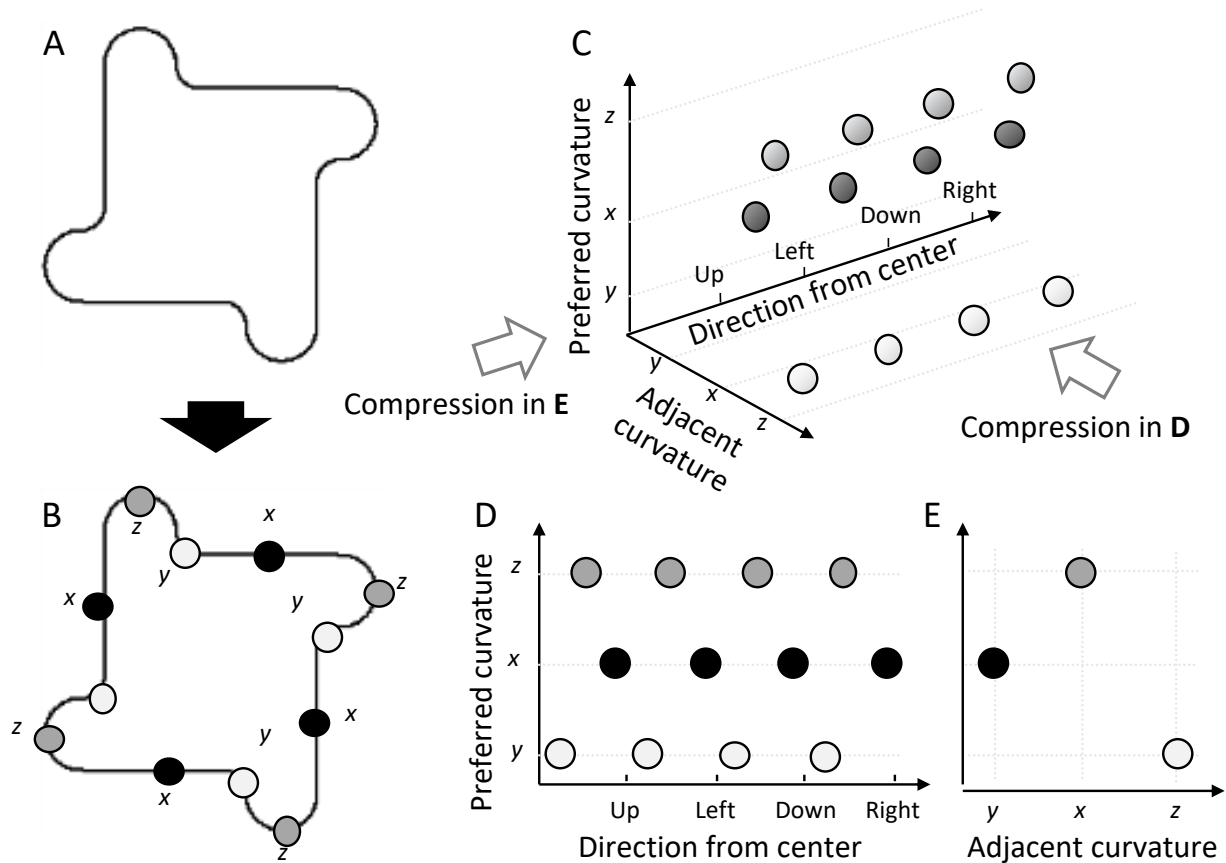 A
C
Preferred curvature
z
x
y
Up
Left
Down
Right
Direction from center
y
x
z
Adjacent
curvature
Compression in E
Compression in D
B
z
x
y
z
x
y
z
x
y
x
z
D
Preferred curvature
z
x
y
Up
Left
Down
Right
Direction from center
E
y
x
z
Adjacent curvature